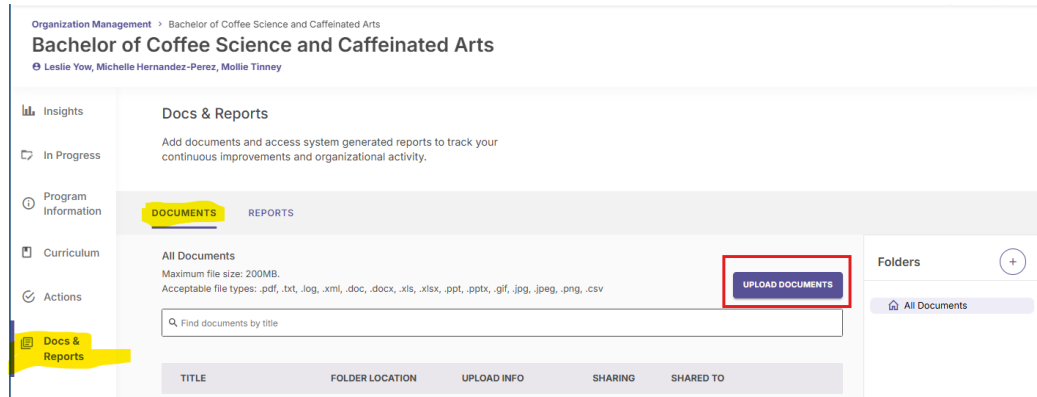 Organization Management > Bachelor of Coffee Science and Caffeinated Arts
Bachelor of Coffee Science and Caffeinated Arts
Leslie Yow, Michelle Hernandez-Perez, Mollie Tinney
Insights
In Progress
Program
Information
Curriculum
Actions
Docs &
Reports
Docs & Reports
Add documents and access system generated reports to track your
continuous improvements and organizational activity.
DOCUMENTS REPORTS
All Documents
Maximum file size: 200MB.
Acceptable file types: .pdf, .txt, .log, .xml, .doc, .docx, .xls, .xlsx, .ppt, .pptx, .gif, .jpg, .jpeg, .png, .csv
UPLOAD DOCUMENTS
Find documents by title
TITLE FOLDER LOCATION UPLOAD INFO SHARING SHARED TO
Folders +
All Documents